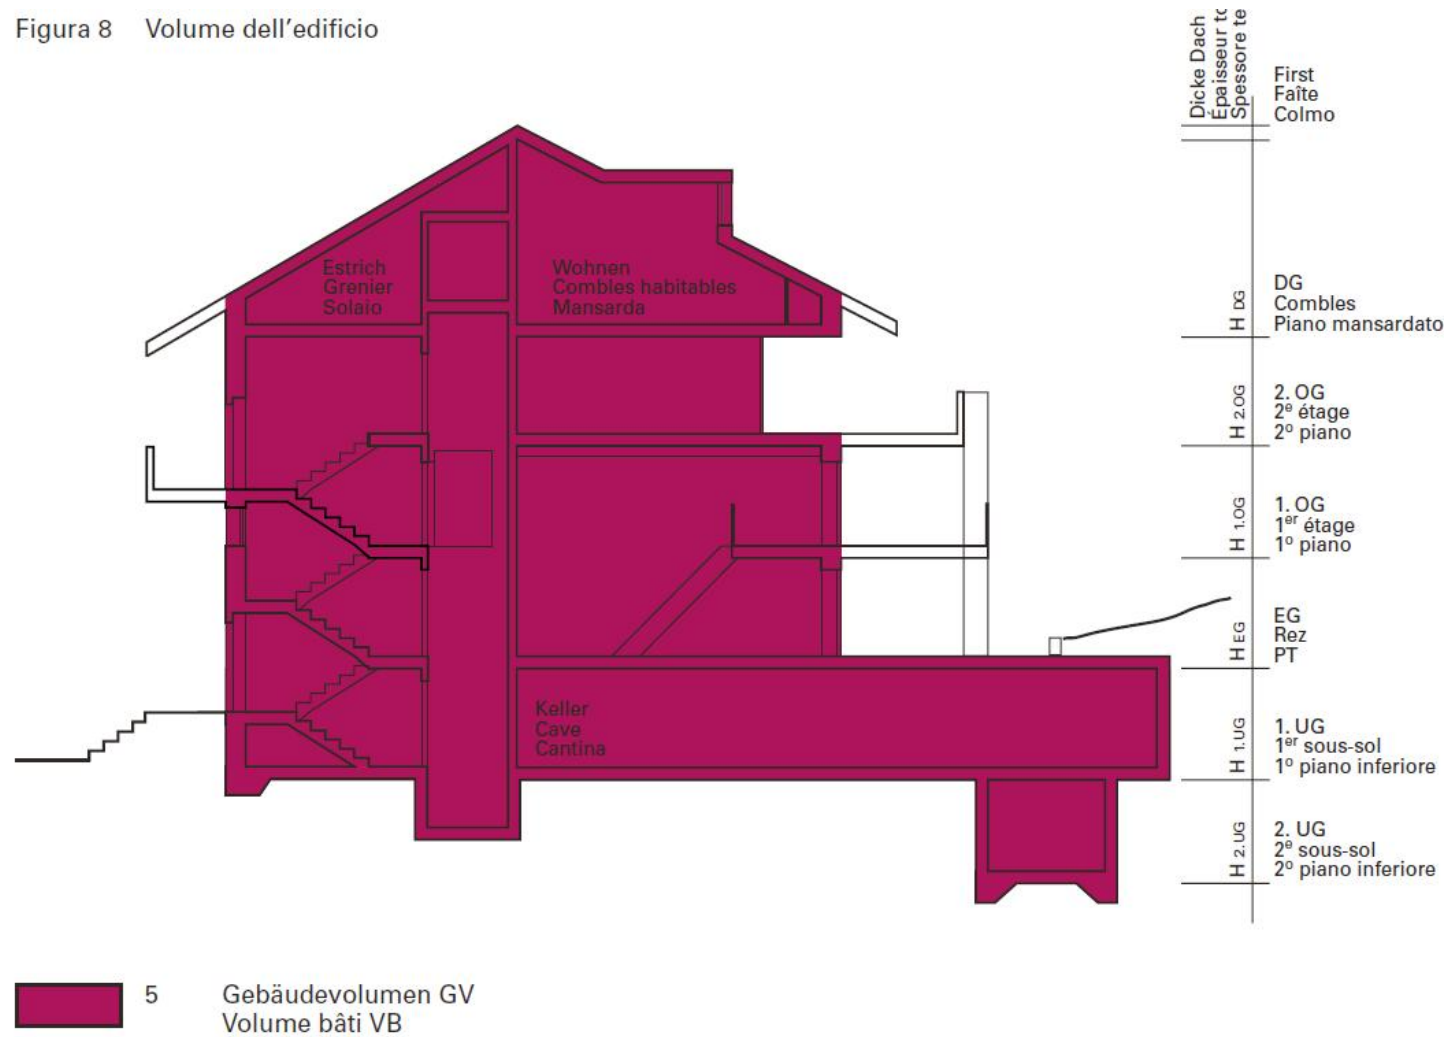 Figura 8 Volume dell'edificio
Dicke Dach
Épaisseur
Spessore
First
Faîte
Colmo
Estrich
Grenier
Solaio
Wohnen
Combles habitables
Mansarda
H DG
DG
Combles
Piano mansardato
H 2.OG
2. OG
2e étage
2o piano
H 1.OG
1. OG
1er étage
1o piano
H EG
EG
Rez
PT
Keller
Cave
Cantina
H 1.UG
1. UG
1er sous-sol
1o piano inferiore
H 2.UG
2. UG
2e sous-sol
2o piano inferiore
5 Gebäudevolumen GV
Volume bâti VB